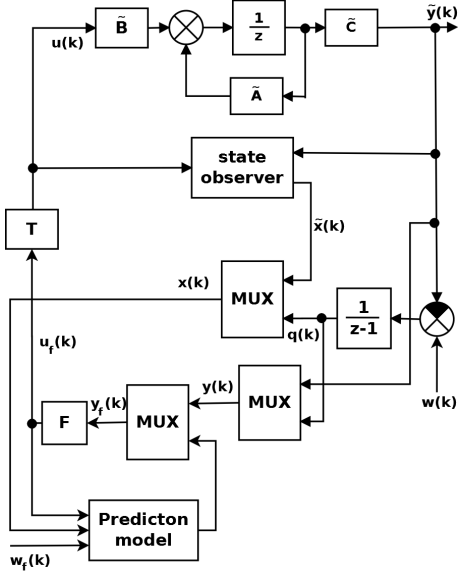 ỹ(k)
B̃
1
z
C̃
u(k)
Ã
state
observer
T
x̃(k)
x(k)
MUX
1
z-1
q(k)
u_f(k)
y(k)
MUX
w(k)
y_f(k)
F
MUX
Predicton
model
w_f(k)